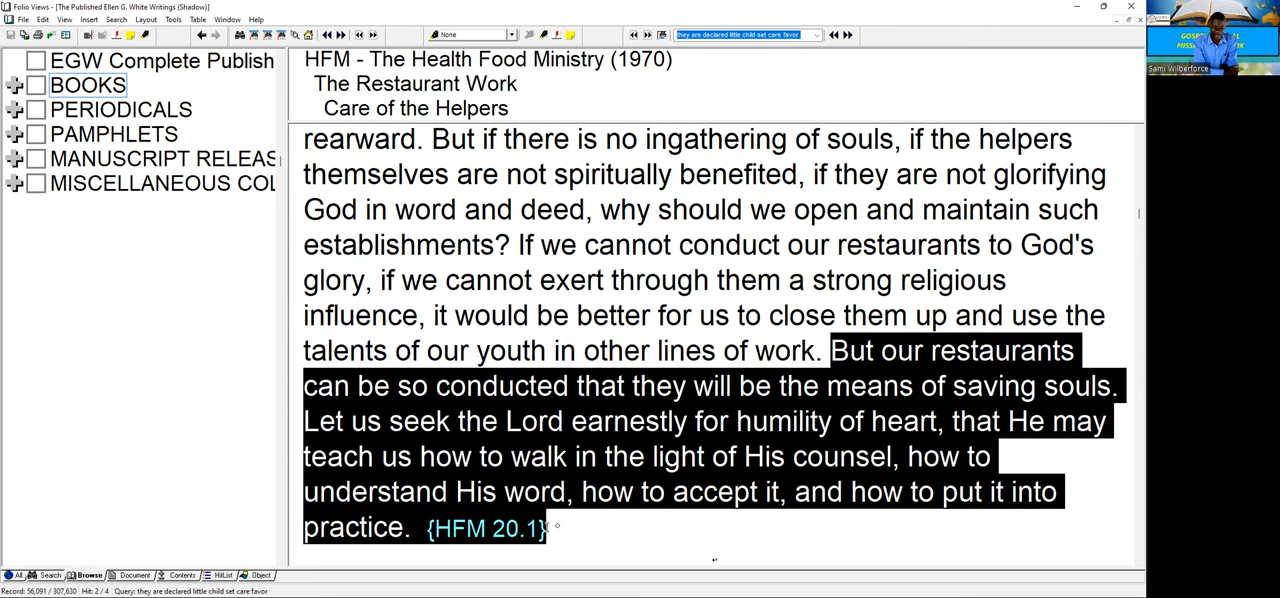 Folio Views - [The Published Ellen G. White Writings (Shadow)]
File Edit View Insert Search Layout Tools Table Window Help
None
they are declared little child set care favor
EGW Complete Publish
BOOKS
PERIODICALS
PAMPHLETS
MANUSCRIPT RELEAS
MISCELLANEOUS COL
HFM - The Health Food Ministry (1970)
The Restaurant Work
Care of the Helpers
rearward. But if there is no ingathering of souls, if the helpers
themselves are not spiritually benefited, if they are not glorifying
God in word and deed, why should we open and maintain such
establishments? If we cannot conduct our restaurants to God's
glory, if we cannot exert through them a strong religious
influence, it would be better for us to close them up and use the
talents of our youth in other lines of work. But our restaurants
can be so conducted that they will be the means of saving souls.
Let us seek the Lord earnestly for humility of heart, that He may
teach us how to walk in the light of His counsel, how to
understand His word, how to accept it, and how to put it into
practice. {HFM 20.1}
All Search Browse Document Contents HitList Object
Record: 56,091 / 307,630 Hit: 2 / 4 Query: they are declared little child set care favor
Sami Wilberforce